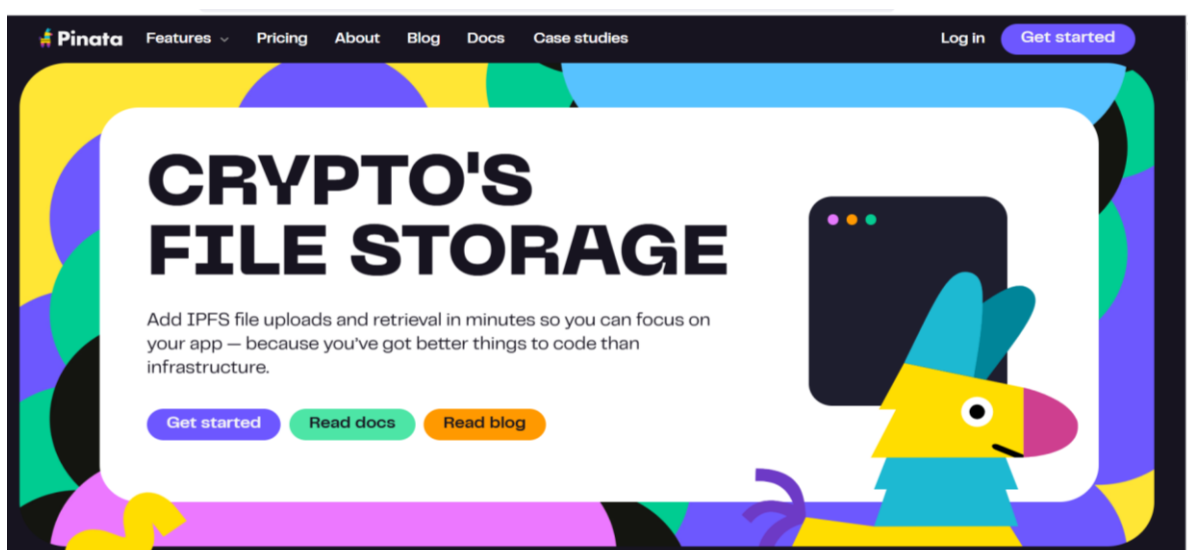 Pinata Features Pricing About Blog Docs Case studies Log in Get started
CRYPTO'S
FILE STORAGE
Add IPFS file uploads and retrieval in minutes so you can focus on
your app — because you've got better things to code than
infrastructure.
Get started Read docs Read blog